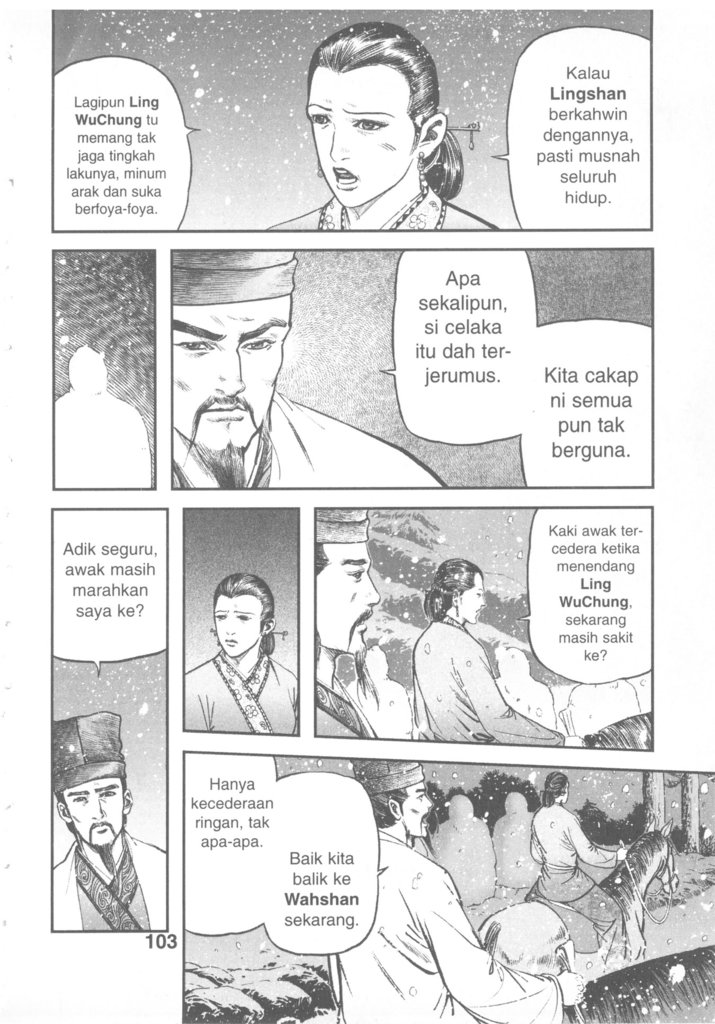 Lagipun Ling
WuChung tu
memang tak
jaga tingkah
lakunya, minum
arak dan suka
berfoya-foya.
Kalau
Lingshan
berkahwin
dengannya,
pasti musnah
seluruh
hidup.
Apa
sekalipun,
si celaka
itu dah ter-
jerumus.
Kita cakap
ni semua
pun tak
berguna.
Adik seguru,
awak masih
marahkan
saya ke?
Kaki awak ter-
cedera ketika
menendang
Ling
WuChung,
sekarang
masih sakit
ke?
Hanya
kecederaan
ringan, tak
apa-apa.
Baik kita
balik ke
Wahshan
sekarang.
103